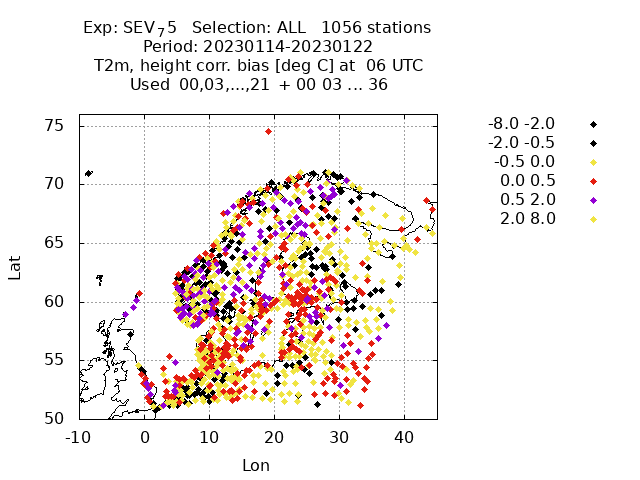 Exp: SEV₇5 Selection: ALL 1056 stations
Period: 20230114-20230122
T2m, height corr. bias [deg C] at 06 UTC
Used 00,03,...,21 + 00 03 ... 36
75
70
65
60
55
50
-10 0 10 20 30 40
Lat
Lon
-8.0 -2.0
-2.0 -0.5
-0.5 0.0
0.0 0.5
0.5 2.0
2.0 8.0